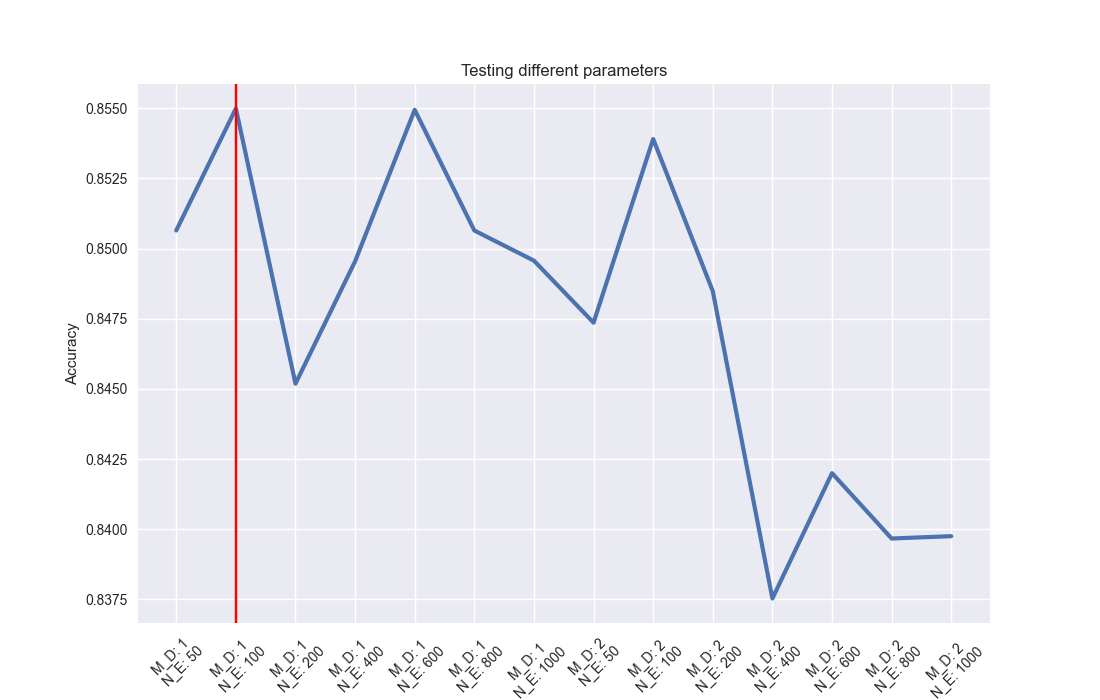 Testing different parameters
0.8550
0.8525
0.8500
0.8475
0.8450
0.8425
0.8400
0.8375
Accuracy
M_D: 1
N_E: 50
M_D: 1
N_E: 100
M_D: 1
N_E: 200
M_D: 1
N_E: 400
M_D: 1
N_E: 600
M_D: 1
N_E: 800
M_D: 1
N_E: 1000
M_D: 2
N_E: 50
M_D: 2
N_E: 100
M_D: 2
N_E: 200
M_D: 2
N_E: 400
M_D: 2
N_E: 600
M_D: 2
N_E: 800
M_D: 2
N_E: 1000